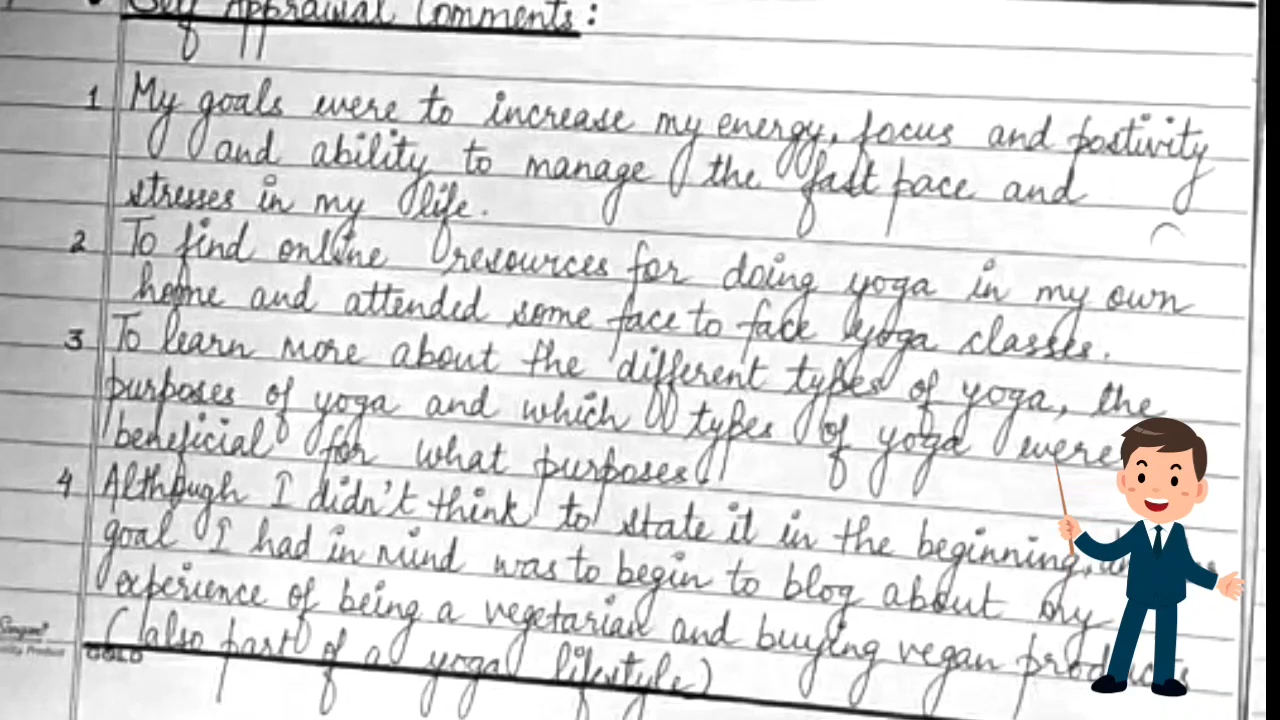 Self Appraisal Comments:
1 My goals were to increase my energy, focus and postivity
and ability to manage the fast pace and
stresses in my life.
2 To find online resources for doing yoga in my own
home and attended some face to face yoga classes.
3 To learn more about the different types of yoga, the
purposes of yoga and which types of yoga were
beneficial for what purposes
4 Although I didn't think to state it in the beginning,
goal I had in mind was to begin to blog about my
experience of being a vegetarian and buying vegan products
(also part of a yoga lifestyle)
GOLD